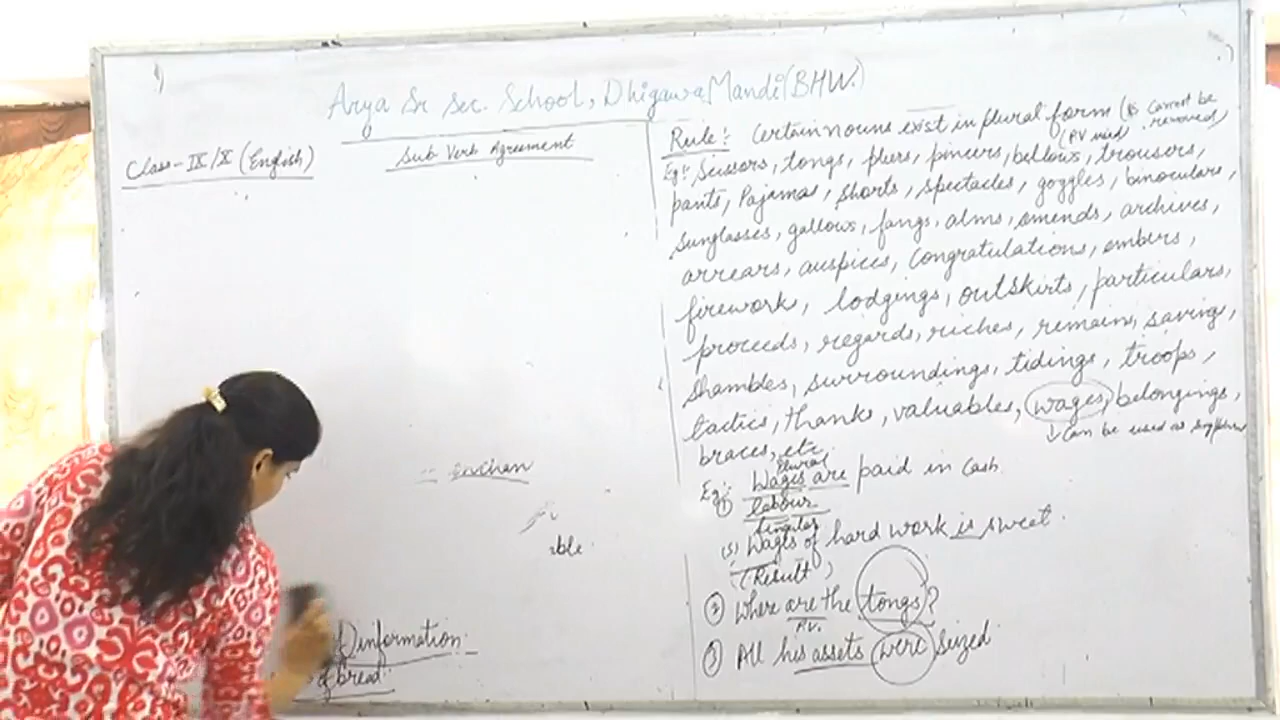 Arya Sr Sec. School, Dhigawa Mandi (BHW.)
Class - IX/X (English)
Sub Verb Agreement
enchan
ible
of information
of bread
Rule:- Certain nouns exist in plural form (s cannot be removed)
(PV used)
Eg:- Scissors, tongs, pliers, pincers, bellows, trousers,
pants, Pajamas, shorts, spectacles, goggles, binoculars,
sunglasses, gallows, fangs, alms, amends, archives,
arrears, auspices, congratulations, embers,
firework, lodgings, outskirts, particulars,
proceeds, regards, riches, remains, saving,
shambles, surroundings, tidings, troops,
tactics, thanks, valuables, wages, belongings,
↓ Can be used as
braces, etc
Plural
Eg:- ① Wages are paid in cash.
labour
Singular
(S) Wages of hard work is sweet.
(Result)
② Where are the tongs?
P.V.
③ All his assets were seized